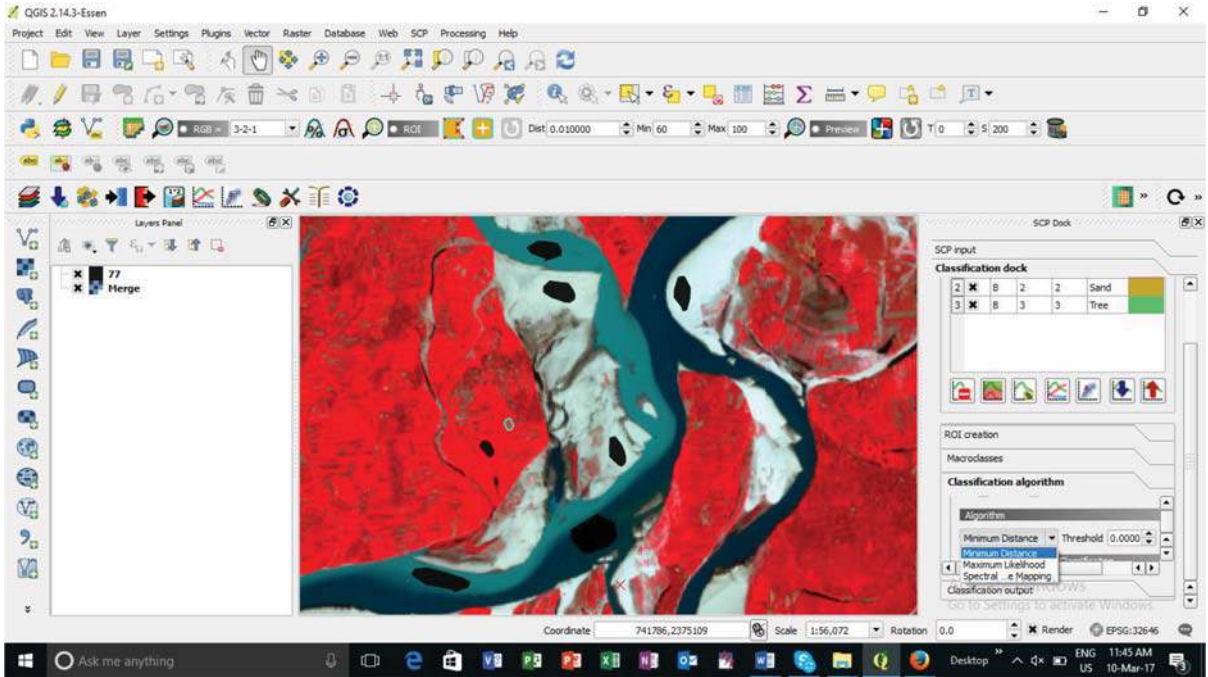 QGIS 2.14.3-Essen
Project Edit View Layer Settings Plugins Vector Raster Database Web SCP Processing Help
RGB = 3-2-1 ROI Dist 0.010000 Min 60 Max 100 Preview T 0 S 200
abc
Layers Panel
77
Merge
SCP Dock
SCP input
Classification dock
2 B 2 2 Sand
3 B 3 3 Tree
ROI creation
Macroclasses
Classification algorithm
Algorithm
Minimum Distance Threshold 0.0000
Minimum Distance
Maximum Likelihood
Spectral ...e Mapping
Classification output
Go to Settings to activate Windows.
Coordinate 741786,2375109 Scale 1:56,072 Rotation 0.0 Render EPSG:32646
Ask me anything
Desktop ENG 11:45 AM
US 10-Mar-17